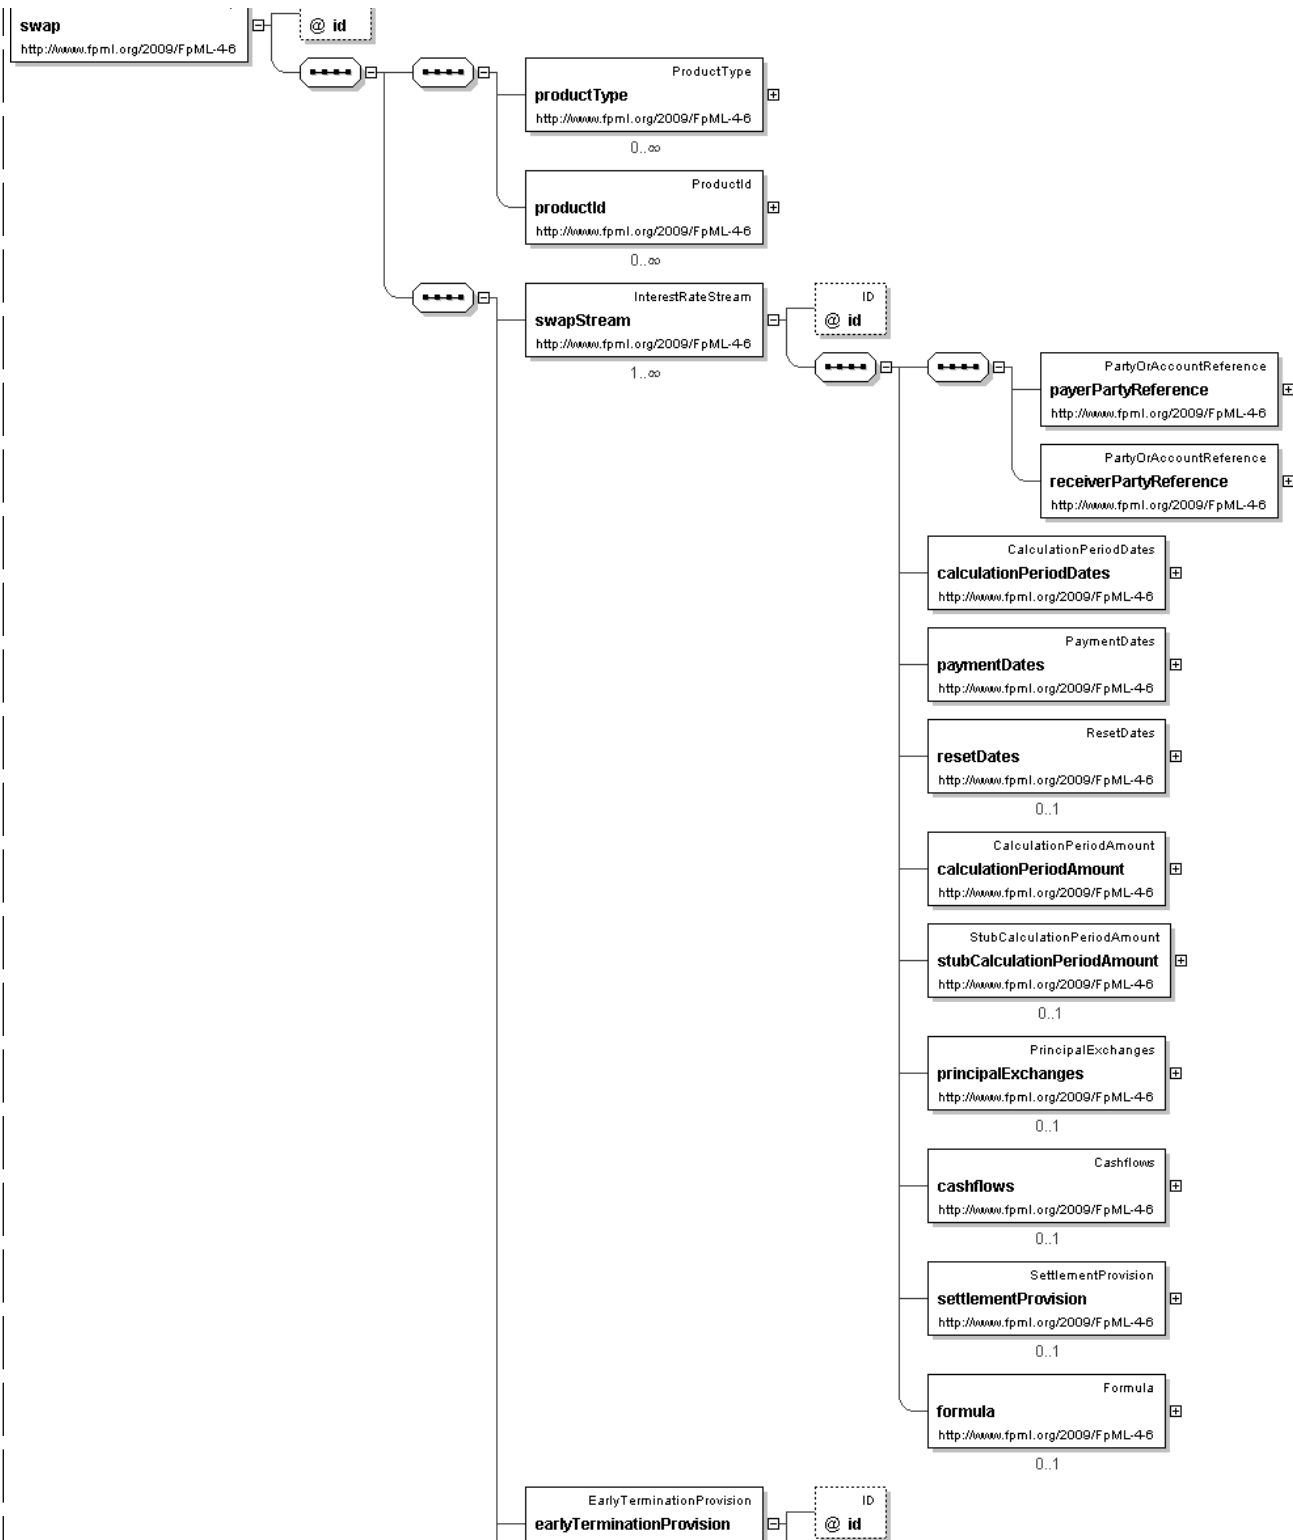 swap
http://www.fpml.org/2009/FpML-4-6
@ id
ProductType
productType
http://www.fpml.org/2009/FpML-4-6
0..∞
ProductId
productId
http://www.fpml.org/2009/FpML-4-6
0..∞
InterestRateStream
swapStream
http://www.fpml.org/2009/FpML-4-6
1..∞
ID
@ id
PartyOrAccountReference
payerPartyReference
http://www.fpml.org/2009/FpML-4-6
PartyOrAccountReference
receiverPartyReference
http://www.fpml.org/2009/FpML-4-6
CalculationPeriodDates
calculationPeriodDates
http://www.fpml.org/2009/FpML-4-6
PaymentDates
paymentDates
http://www.fpml.org/2009/FpML-4-6
ResetDates
resetDates
http://www.fpml.org/2009/FpML-4-6
0..1
CalculationPeriodAmount
calculationPeriodAmount
http://www.fpml.org/2009/FpML-4-6
StubCalculationPeriodAmount
stubCalculationPeriodAmount
http://www.fpml.org/2009/FpML-4-6
0..1
PrincipalExchanges
principalExchanges
http://www.fpml.org/2009/FpML-4-6
0..1
Cashflows
cashflows
http://www.fpml.org/2009/FpML-4-6
0..1
SettlementProvision
settlementProvision
http://www.fpml.org/2009/FpML-4-6
0..1
Formula
formula
http://www.fpml.org/2009/FpML-4-6
0..1
EarlyTerminationProvision
earlyTerminationProvision
ID
@ id